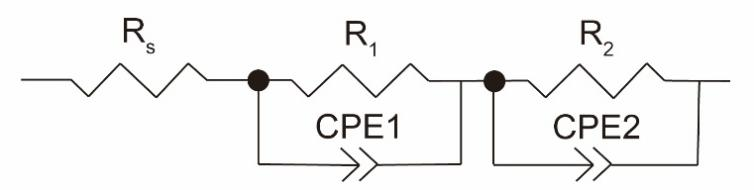 Rₛ R₁ R₂
CPE1 CPE2